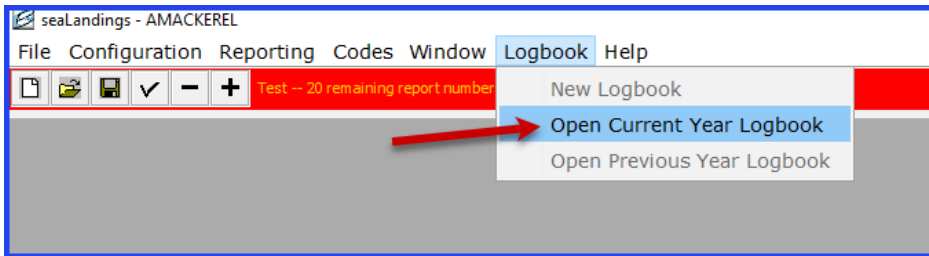 seaLandings - AMACKEREL
File Configuration Reporting Codes Window Logbook Help
Test -- 20 remaining report number
New Logbook
Open Current Year Logbook
Open Previous Year Logbook